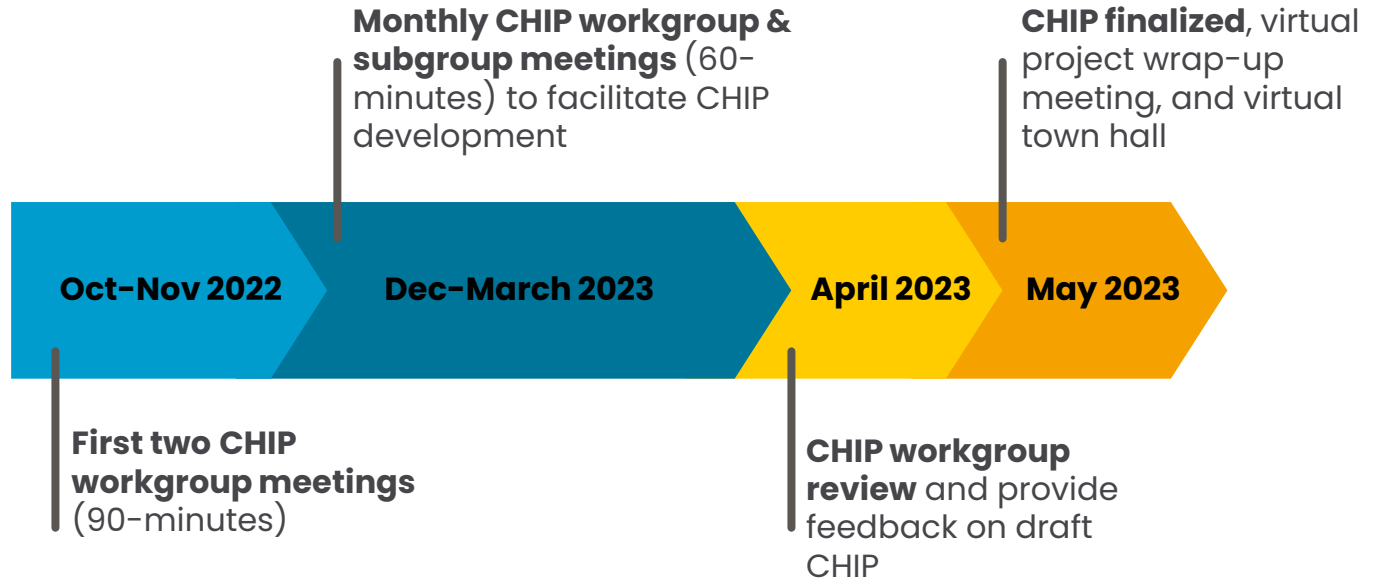 Monthly CHIP workgroup &
subgroup meetings (60-
minutes) to facilitate CHIP
development
CHIP finalized, virtual
project wrap-up
meeting, and virtual
town hall
Oct-Nov 2022
Dec-March 2023
April 2023
May 2023
First two CHIP
workgroup meetings
(90-minutes)
CHIP workgroup
review and provide
feedback on draft
CHIP